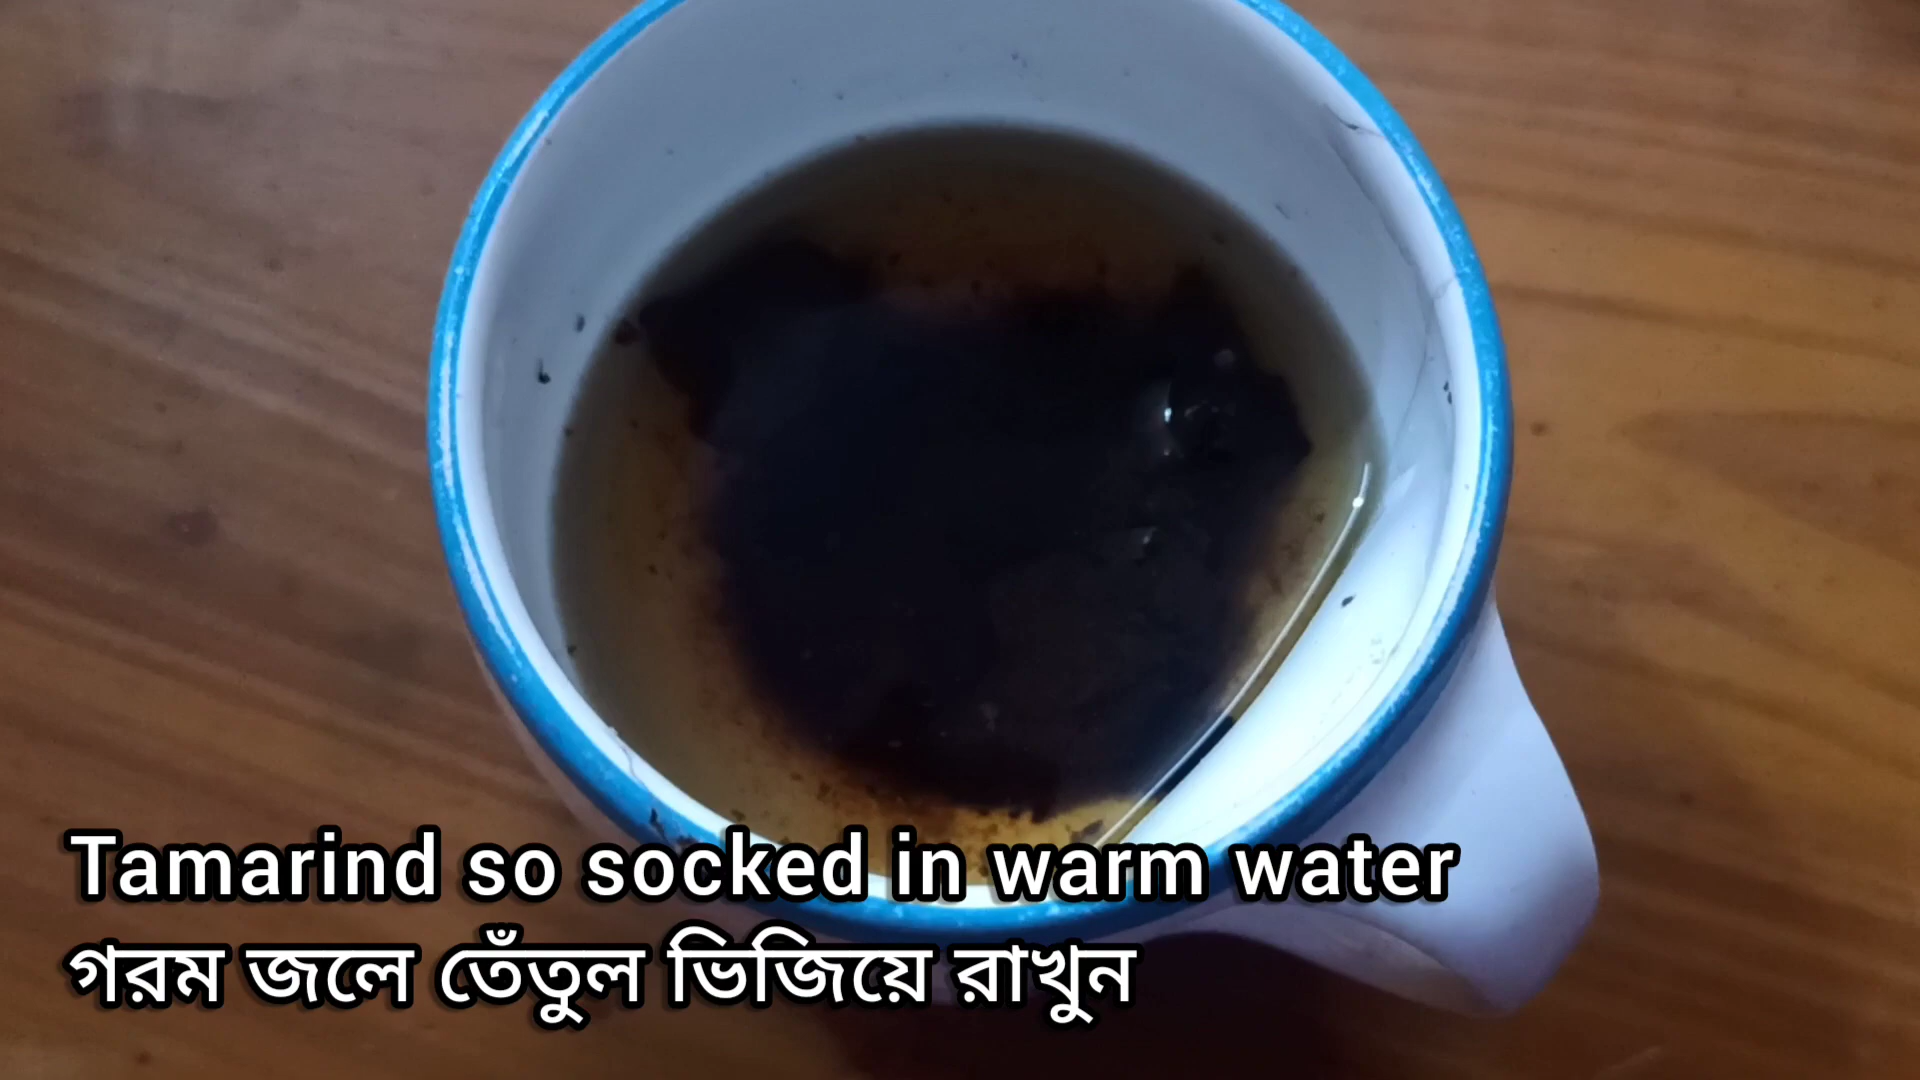 Tamarind so socked in warm water
গরম জলে তেঁতুল ভিজিয়ে রাখুন